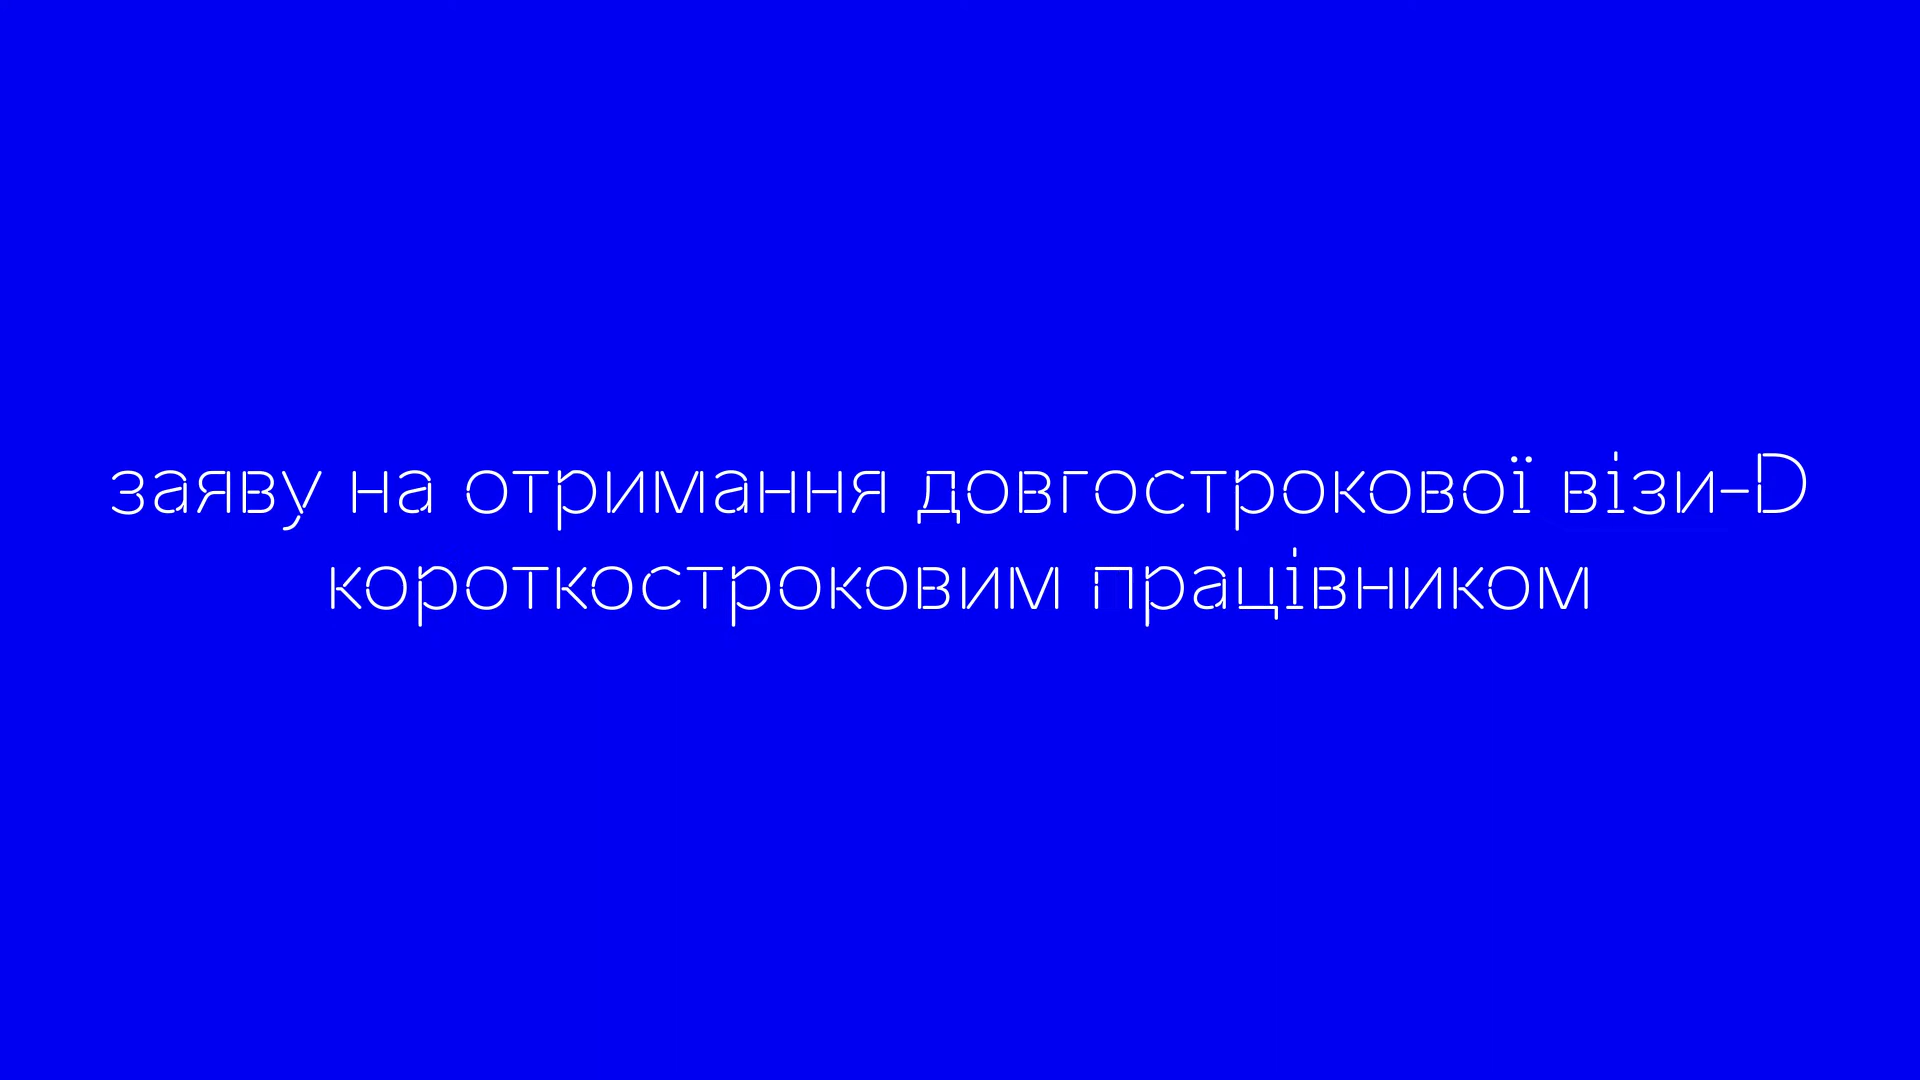 заяву на отримання довгострокової візи-D
короткостроковим працівником